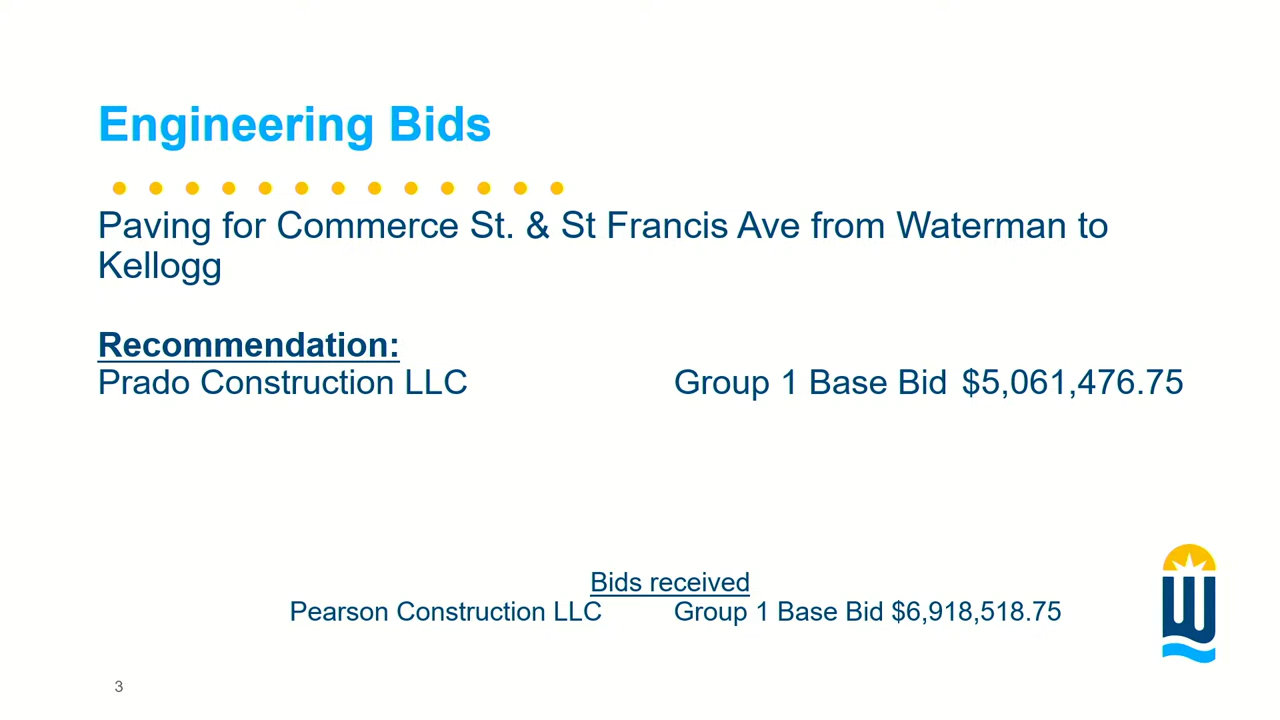 Engineering Bids
Paving for Commerce St. & St Francis Ave from Waterman to
Kellogg
Recommendation:
Prado Construction LLC Group 1 Base Bid $5,061,476.75
Bids received
Pearson Construction LLC Group 1 Base Bid $6,918,518.75
W
3